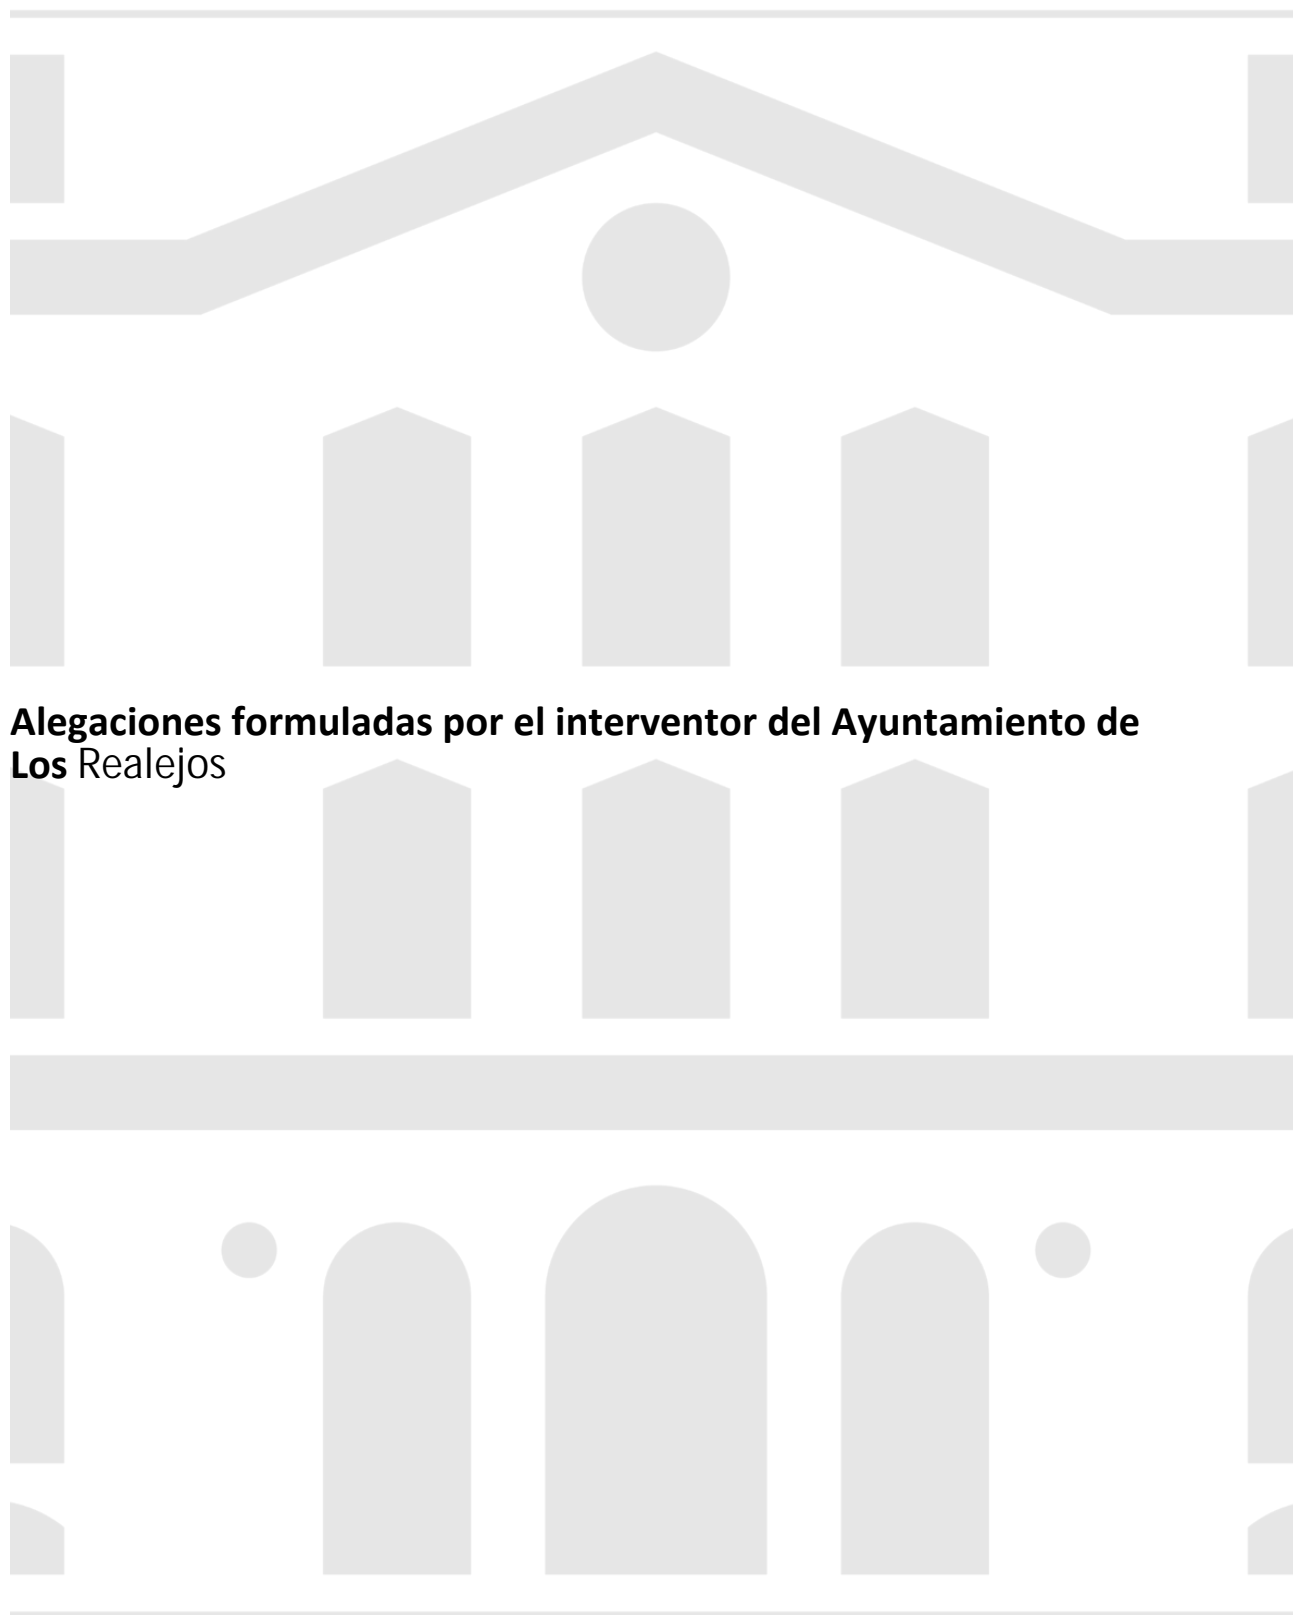 Alegaciones formuladas por el interventor del Ayuntamiento de
Los Realejos